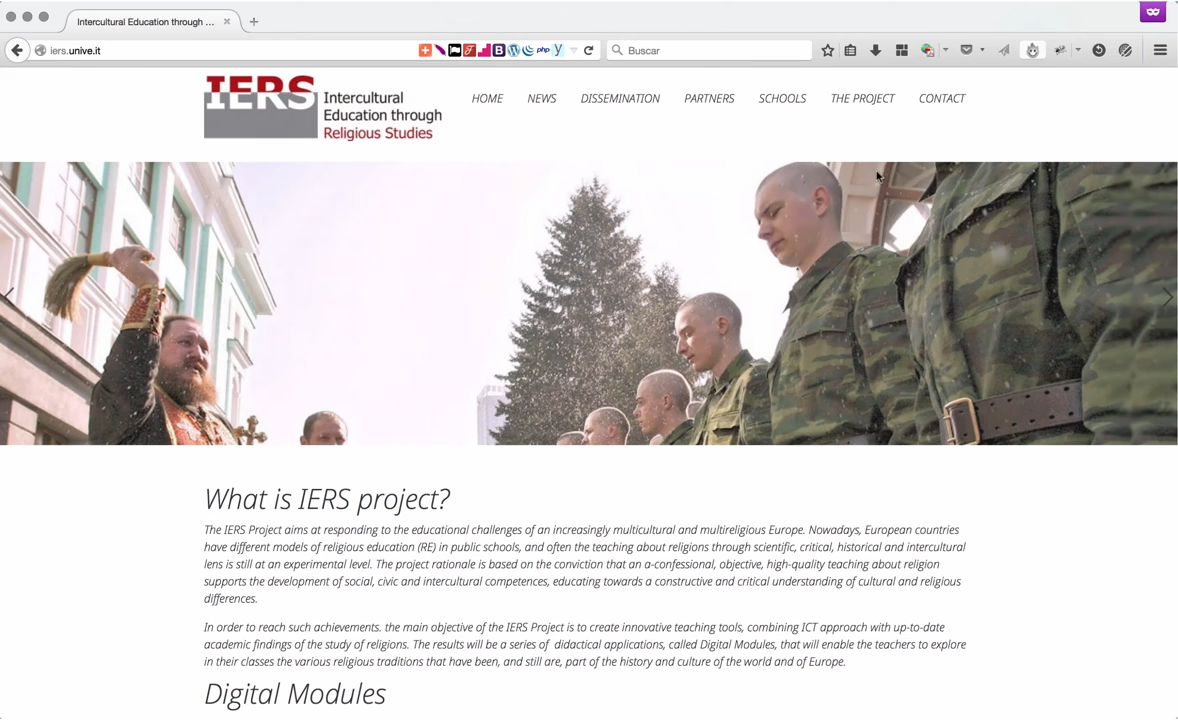 Intercultural Education through ...
iers.unive.it
php
Buscar
IERS
Intercultural
Education through
Religious Studies
HOME NEWS DISSEMINATION PARTNERS SCHOOLS THE PROJECT CONTACT
What is IERS project?
The IERS Project aims at responding to the educational challenges of an increasingly multicultural and multireligious Europe. Nowadays, European countries
have different models of religious education (RE) in public schools, and often the teaching about religions through scientific, critical, historical and intercultural
lens is still at an experimental level. The project rationale is based on the conviction that an a-confessional, objective, high-quality teaching about religion
supports the development of social, civic and intercultural competences, educating towards a constructive and critical understanding of cultural and religious
differences.
In order to reach such achievements. the main objective of the IERS Project is to create innovative teaching tools, combining ICT approach with up-to-date
academic findings of the study of religions. The results will be a series of didactical applications, called Digital Modules, that will enable the teachers to explore
in their classes the various religious traditions that have been, and still are, part of the history and culture of the world and of Europe.
Digital Modules